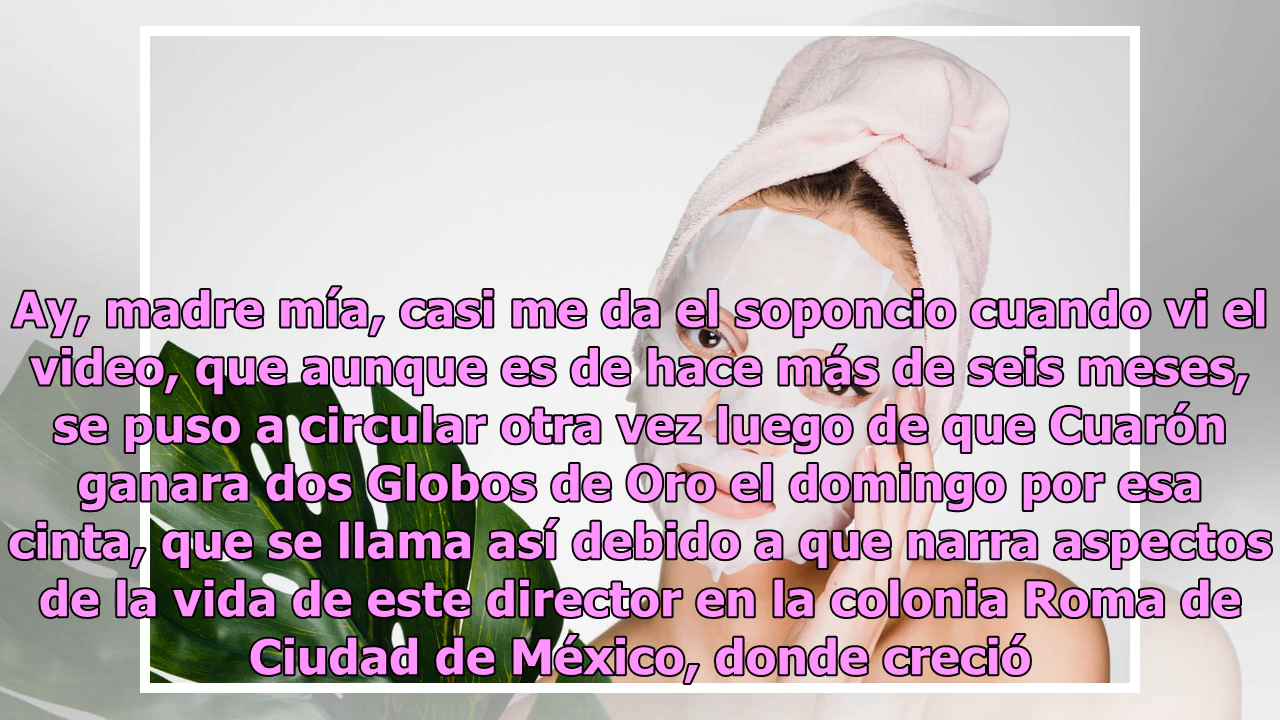 Ay, madre mía, casi me da el soponcio cuando vi el
video, que aunque es de hace más de seis meses,
se puso a circular otra vez luego de que Cuarón
ganara dos Globos de Oro el domingo por esa
cinta, que se llama así debido a que narra aspectos
de la vida de este director en la colonia Roma de
Ciudad de México, donde creció